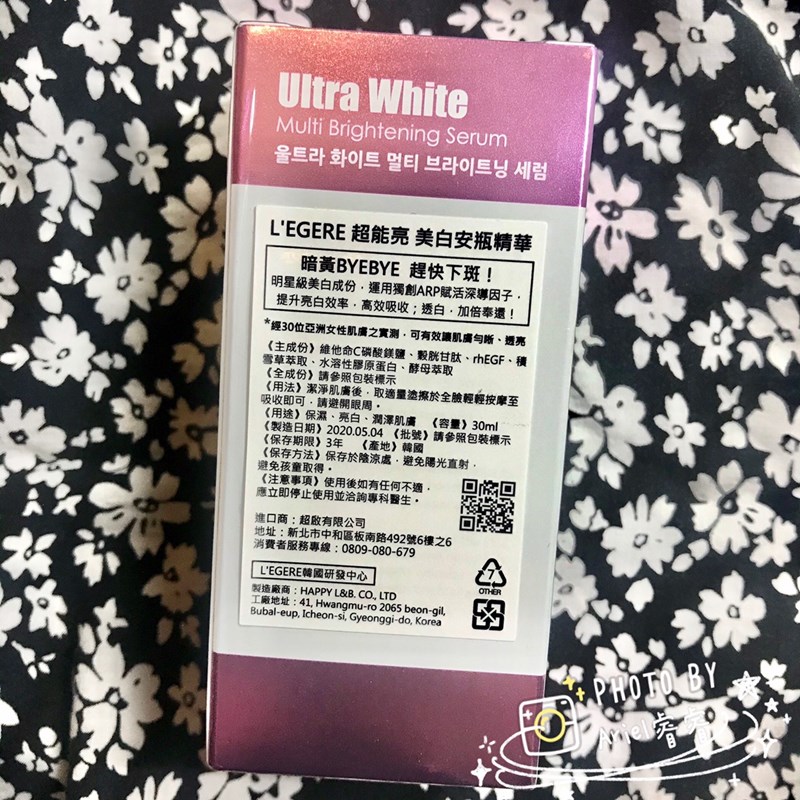 Ultra White
Multi Brightening Serum
울트라 화이트 멀티 브라이트닝 세럼
L'EGERE 超能亮 美白安瓶精華
暗黃BYEBYE 趕快下斑！
明星級美白成份，運用獨創ARP賦活深導因子，
提升亮白效率，高效吸收；透白，加倍奉還！
*經30位亞洲女性肌膚之實測，可有效讓肌膚勻晰、透亮
《主成份》維他命C磷酸鎂鹽、穀胱甘肽、rhEGF、積
雪草萃取、水溶性膠原蛋白、酵母萃取
《全成份》請參照包裝標示
《用法》潔淨肌膚後，取適量塗擦於全臉輕輕按摩至
吸收即可，請避開眼周。
《用途》保濕、亮白、潤澤肌膚 《容量》30ml
《製造日期》2020.05.04 《批號》請參照包裝標示
《保存期限》3年 《產地》韓國
《保存方法》保存於陰涼處，避免陽光直射，
避免孩童取得。
《注意事項》使用後如有任何不適，
應立即停止使用並洽詢專科醫生。
進口商：超啟有限公司
地址：新北市中和區板南路492號6樓之6
消費者服務專線：0809-080-679
L'EGERE韓國研發中心
製造廠商：HAPPY L&B. CO., LTD
工廠地址：41, Hwangmu-ro 2065 beon-gil,
Bubal-eup, Icheon-si, Gyeonggi-do, Korea
7
OTHER
PHOTO BY
Ariel睿睿